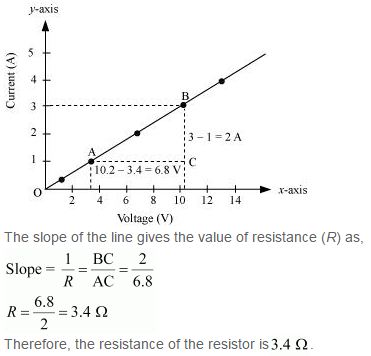 y-axis
Current (A)
5
4
3
2
1
O
B
3 – 1 = 2 A
A
C
10.2 – 3.4 = 6.8 V
2 4 6 8 10 12 14
x-axis
Voltage (V)
The slope of the line gives the value of resistance (R) as,
Slope = 1/R = BC/AC = 2/6.8
R = 6.8/2 = 3.4 Ω
Therefore, the resistance of the resistor is 3.4 Ω.